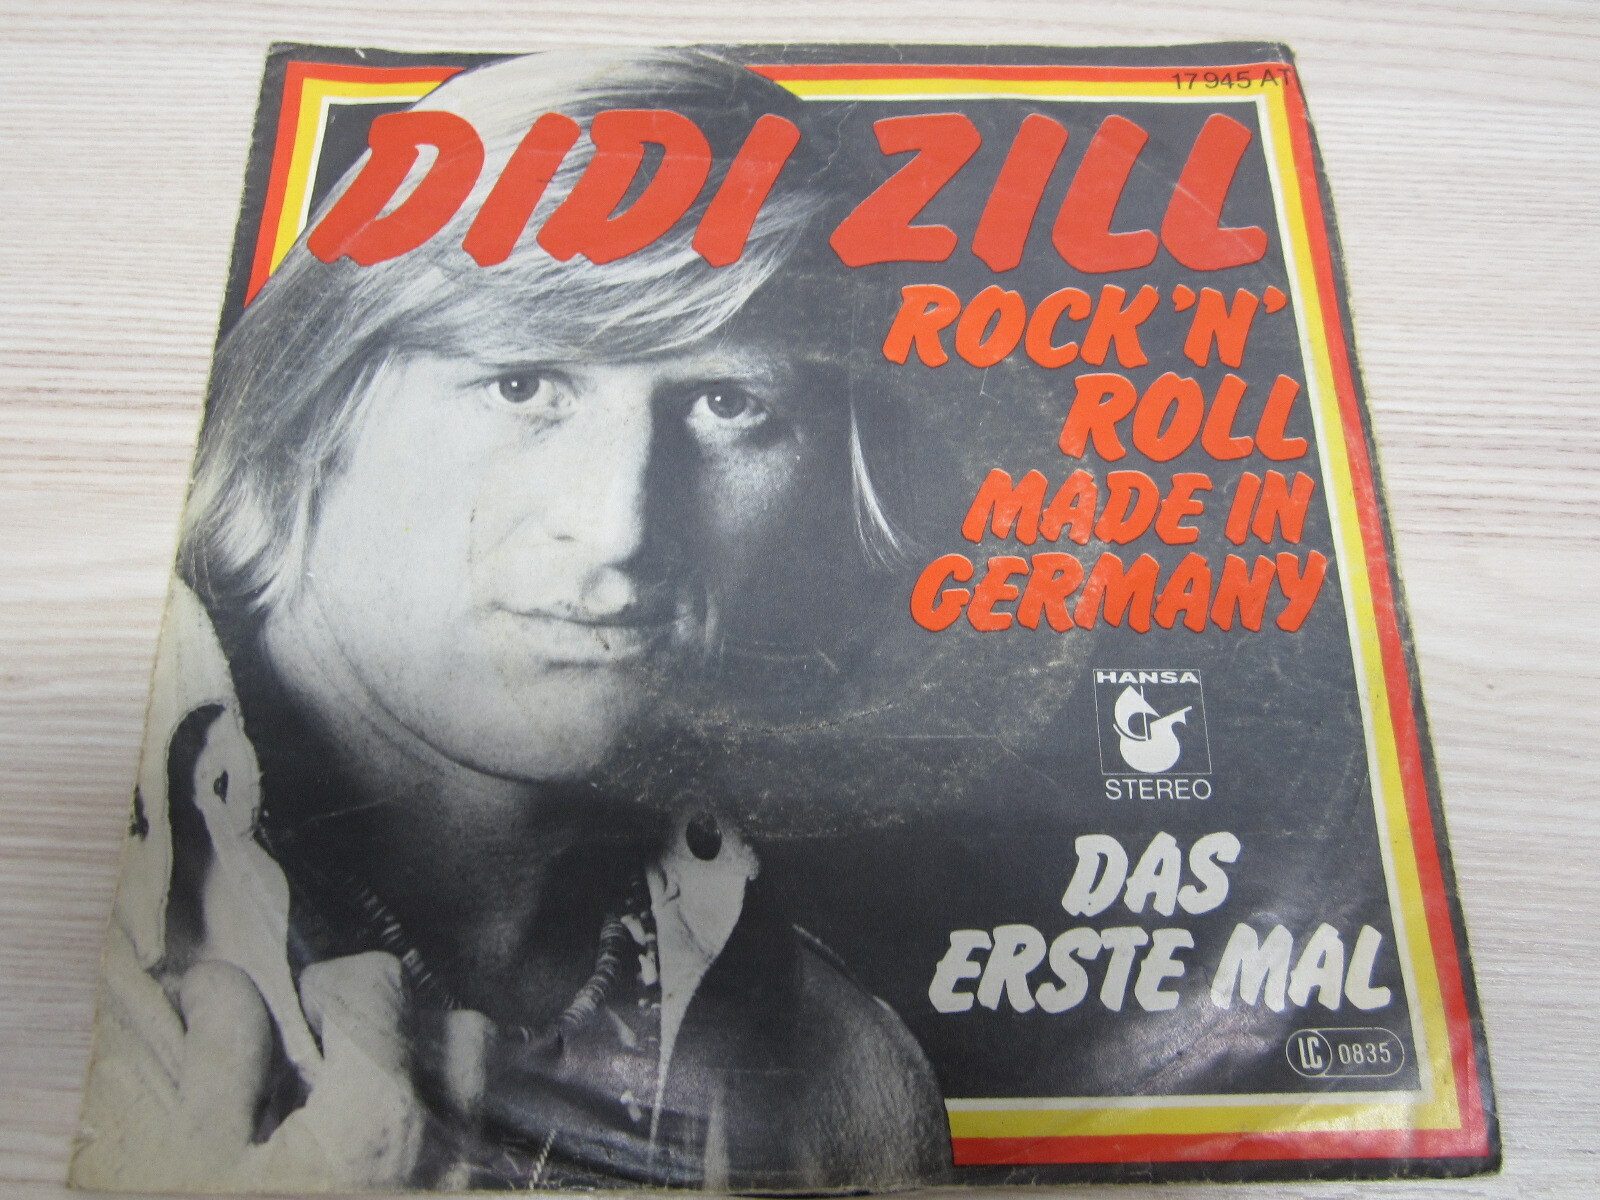 17 945 AT
DIDI ZILL
ROCK 'N'
ROLL
MADE IN
GERMANY
HANSA
STEREO
DAS
ERSTE MAL
LC 0835